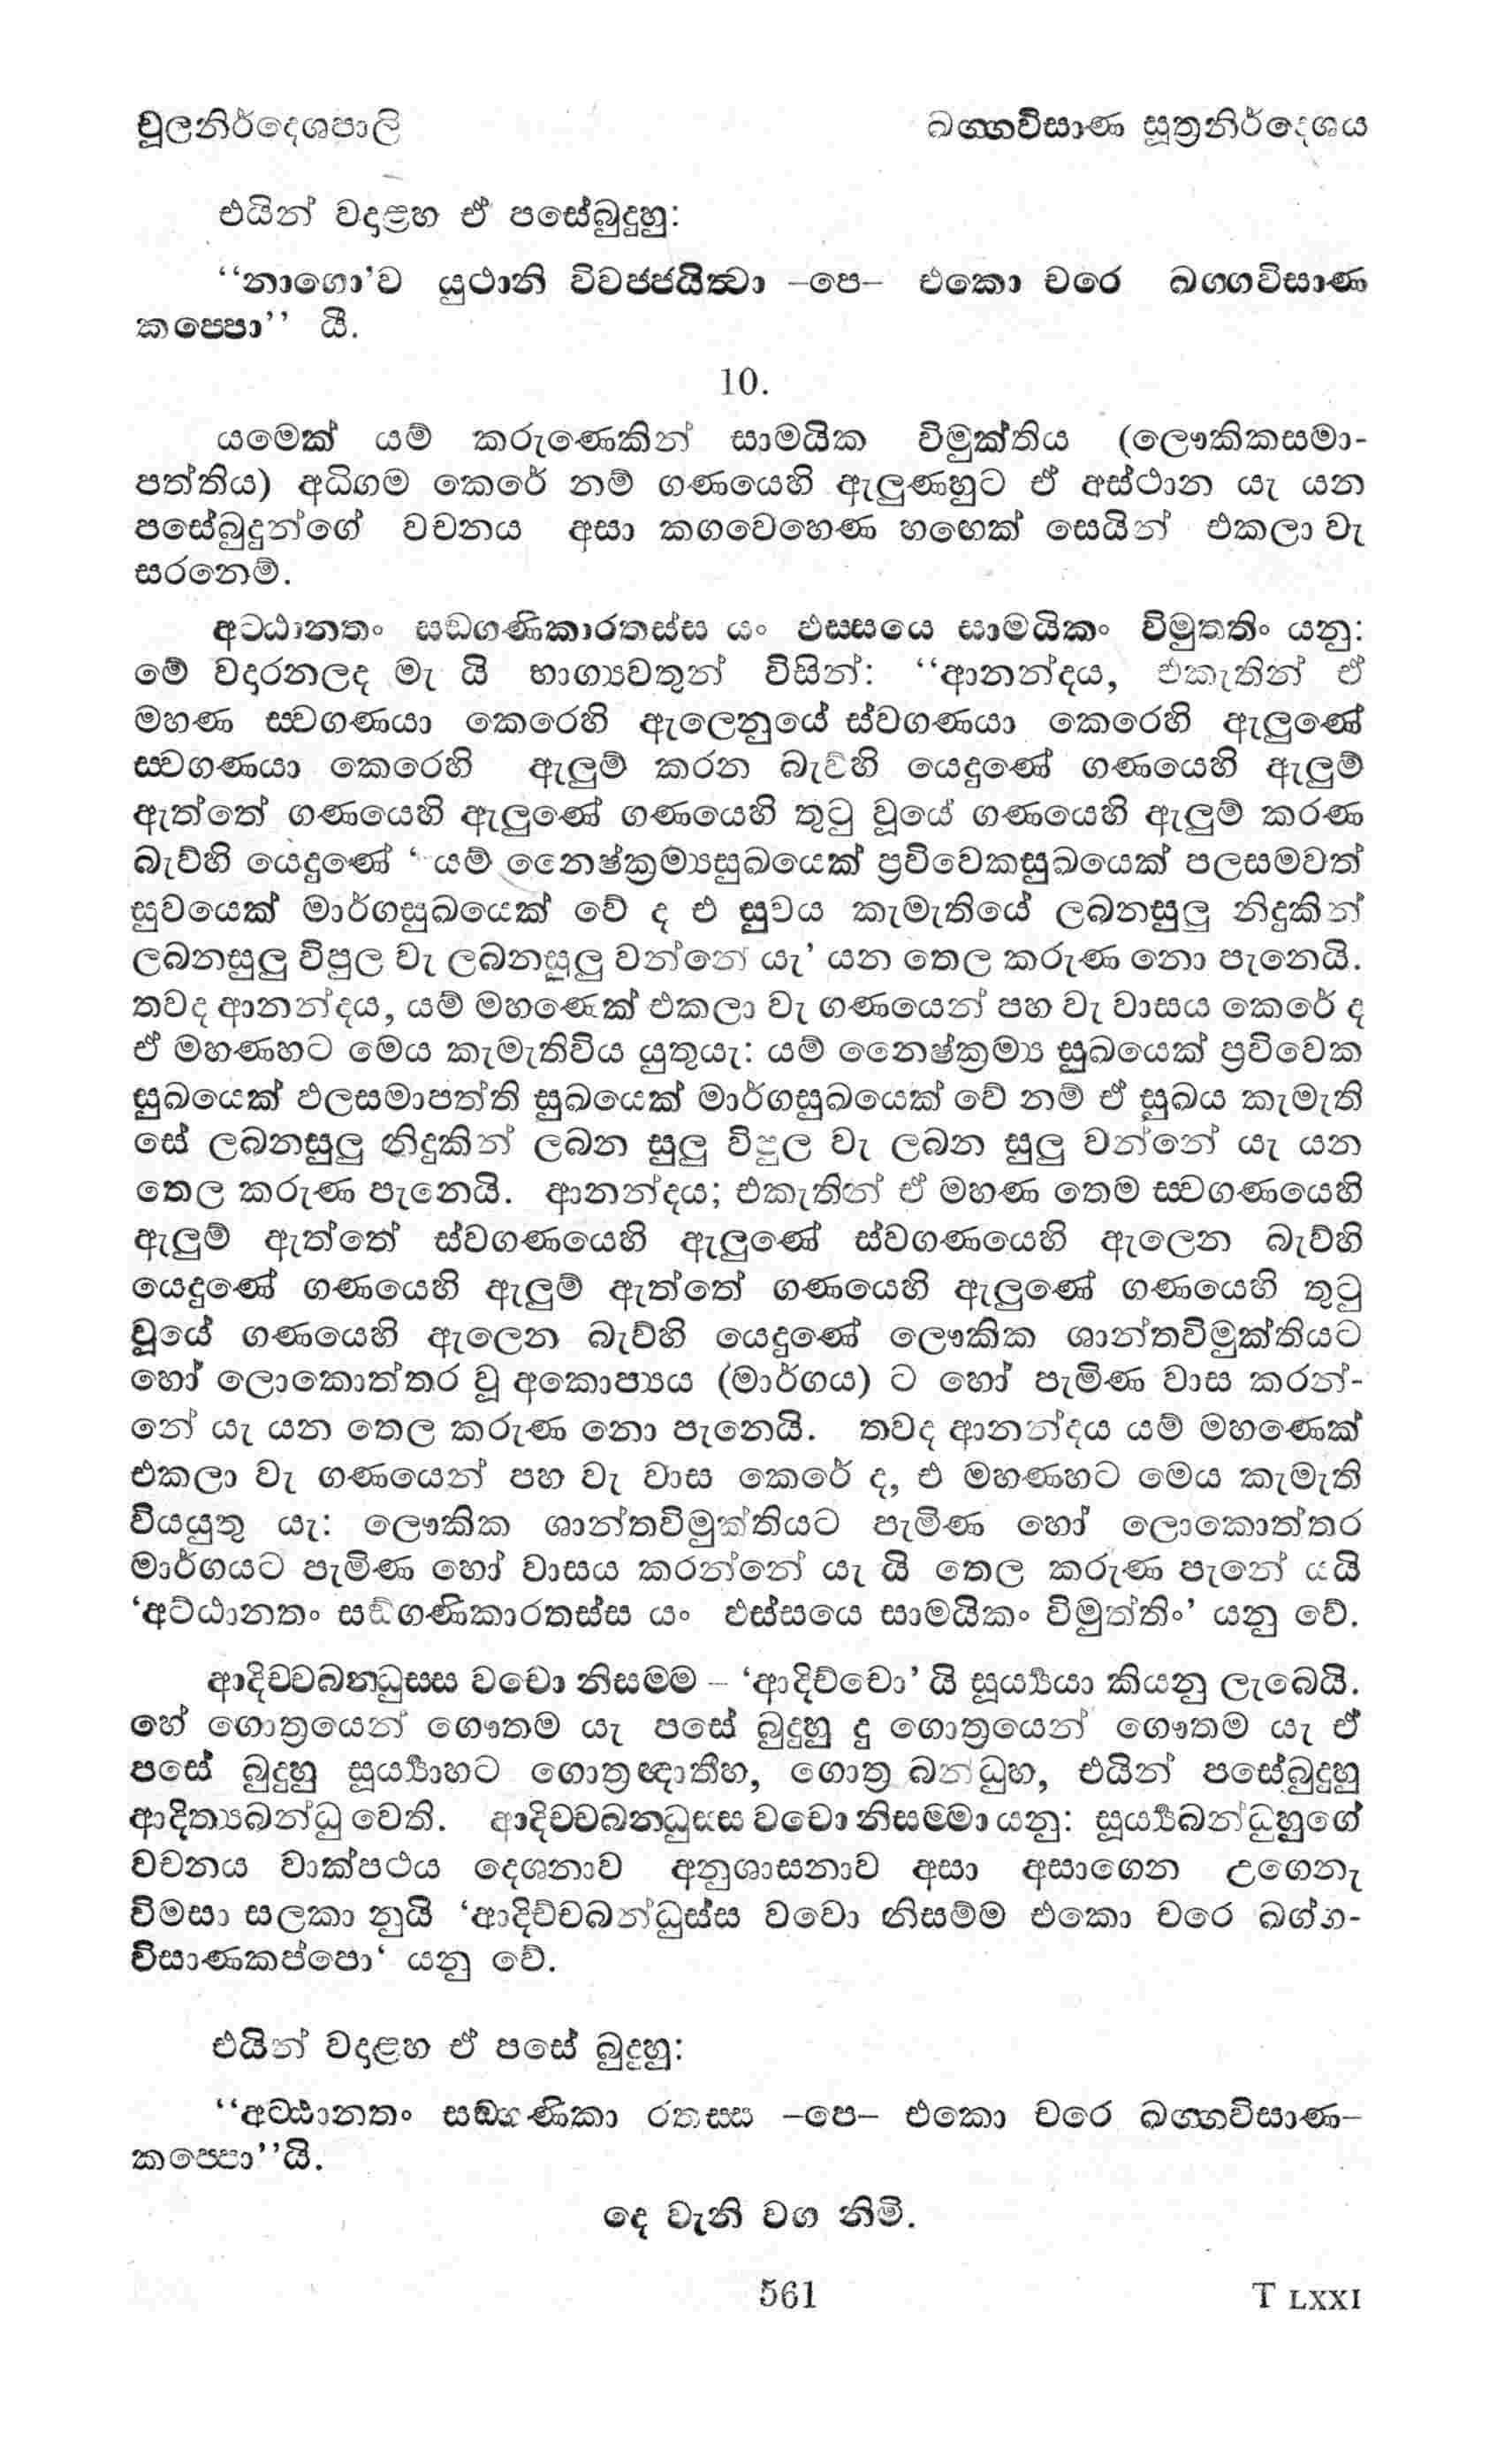 චූලනිර්දෙශපාලි ඛග්ගවිසාණ සූත්‍රනිර්දෙශය
එයින් වදාළහ ඒ පසේබුදුහු:
“නාගො’ව යුථානි විවජ්ජයිත්වා –පෙ– එකො චරෙ ඛග්ගවිසාණ
කප්පො” යී.
10.
යමෙක් යම් කරුණෙකින් සාමයික විමුක්තිය (ලෞකිකසමා-
පත්තිය) අධිගම කෙරේ නම් ගණයෙහි ඇලුණහුට ඒ අස්ථාන යැ යන
පසේබුදුන්ගේ වචනය අසා කගවෙහෙණ හඟෙක් සෙයින් එකලා වැ
සරනෙමි.
අට්ඨානතං සඞ්ගණිකාරතස්ස යං ඵස්සයෙ සාමයිකං විමුත්තිං යනු:
මේ වදාරනලද මැ යි භාග්‍යවතුන් විසින්: “ආනන්දය, එකැතින් ඒ
මහණ ස්වගණයා කෙරෙහි ඇලෙනුයේ ස්වගණයා කෙරෙහි ඇලුණේ
ස්වගණයා කෙරෙහි ඇලුම් කරන බැව්හි යෙදුණේ ගණයෙහි ඇලුම්
ඇත්තේ ගණයෙහි ඇලුණේ ගණයෙහි තුටු වූයේ ගණයෙහි ඇලුම් කරණ
බැව්හි යෙදුණේ ‘යම් නෛෂ්ක්‍රම්‍යසුඛයෙක් ප්‍රවිවෙකසුඛයෙක් පලසමවත්
සුවයෙක් මාර්ගසුඛයෙක් වේ ද එ සුවය කැමැතියේ ලබනසුලු නිදුකින්
ලබනසුලු විපුල වැ ලබනසුලු වන්නේ යැ’ යන තෙල කරුණ නො පැනෙයි.
තවද ආනන්දය, යම් මහණෙක් එකලා වැ ගණයෙන් පහ වැ වාසය කෙරේ ද
ඒ මහණහට මෙය කැමැතිවිය යුතුයැ: යම් නෛෂ්ක්‍රම්‍ය සුඛයෙක් ප්‍රවිවෙක
සුඛයෙක් ඵලසමාපත්ති සුඛයෙක් මාර්ගසුඛයෙක් වේ නම් ඒ සුඛය කැමැති
සේ ලබනසුලු නිදුකින් ලබන සුලු විපුල වැ ලබන සුලු වන්නේ යැ යන
තෙල කරුණ පැනෙයි. ආනන්දය; එකැතින් ඒ මහණ තෙම ස්වගණයෙහි
ඇලුම් ඇත්තේ ස්වගණයෙහි ඇලුණේ ස්වගණයෙහි ඇලෙන බැව්හි
යෙදුණේ ගණයෙහි ඇලුම් ඇත්තේ ගණයෙහි ඇලුණේ ගණයෙහි තුටු
වූයේ ගණයෙහි ඇලෙන බැව්හි යෙදුණේ ලෞකික ශාන්තවිමුක්තියට
හෝ ලොකොත්තර වූ අකොප්‍යය (මාර්ගය) ට හෝ පැමිණ වාස කරන්-
නේ යැ යන තෙල කරුණ නො පැනෙයි. තවද ආනන්දය යම් මහණෙක්
එකලා වැ ගණයෙන් පහ වැ වාස කෙරේ ද, එ මහණහට මෙය කැමැති
වියයුතු යැ: ලෞකික ශාන්තවිමුක්තියට පැමිණ හෝ ලොකොත්තර
මාර්ගයට පැමිණ හෝ වාසය කරන්නේ යැ යි තෙල කරුණ පැනේ යයි
‘අට්ඨානතං සඞ්ගණිකාරතස්ස යං ඵස්සයෙ සාමයිකං විමුත්තිං’ යනු වේ.
ආදිච්චබන්ධුස්ස වචො නිසම්ම – ‘ආදිච්චො’ යි සූර්‍ය්‍යයා කියනු ලැබෙයි.
හේ ගොත්‍රයෙන් ගෞතම යැ පසේ බුදුහු දු ගොත්‍රයෙන් ගෞතම යැ ඒ
පසේ බුදුහු සූර්‍ය්‍යාහට ගොත්‍රඥාතීහ, ගොත්‍ර බන්ධුහ, එයින් පසේබුදුහු
ආදිත්‍යබන්ධු වෙති. ආදිච්චබන්ධුස්ස වචො නිසම්මා යනු: සූර්‍ය්‍යබන්ධුහුගේ
වචනය වාක්පථය දෙශනාව අනුශාසනාව අසා අසාගෙන උගෙනැ
විමසා සලකා නුයි ‘ආදිච්චබන්ධුස්ස වචො නිසම්ම එකො චරෙ ඛග්ග-
විසාණකප්පො‘ යනු වේ.
එයින් වදාළහ ඒ පසේ බුදුහු:
“අට්ඨානතං සඞ්ගණිකා රතස්ස –පෙ– එකො චරෙ ඛග්ගවිසාණ–
කප්පො”යි.
දෙ වැනි වග නිමි.
561 T LXXI